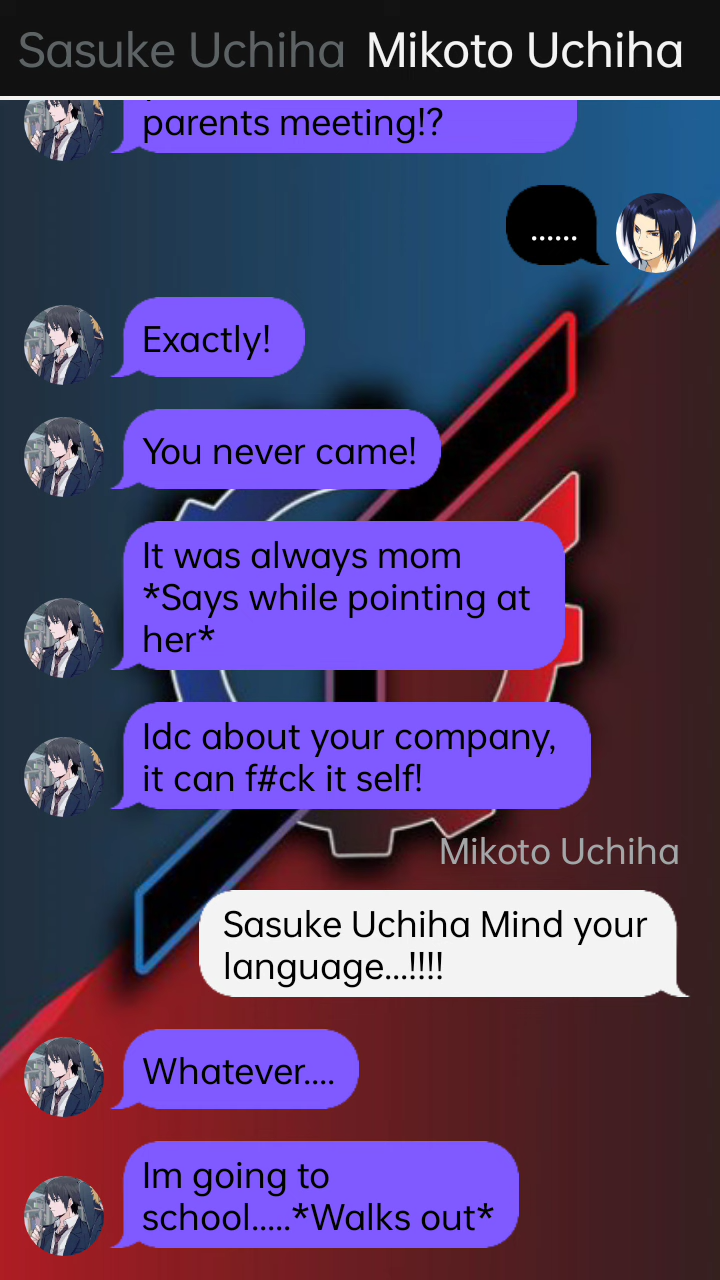 Sasuke Uchiha Mikoto Uchiha
parents meeting!?
......
Exactly!
You never came!
It was always mom
*Says while pointing at
her*
Idc about your company,
it can f#ck it self!
Mikoto Uchiha
Sasuke Uchiha Mind your
language...!!!!
Whatever....
Im going to
school.....*Walks out*